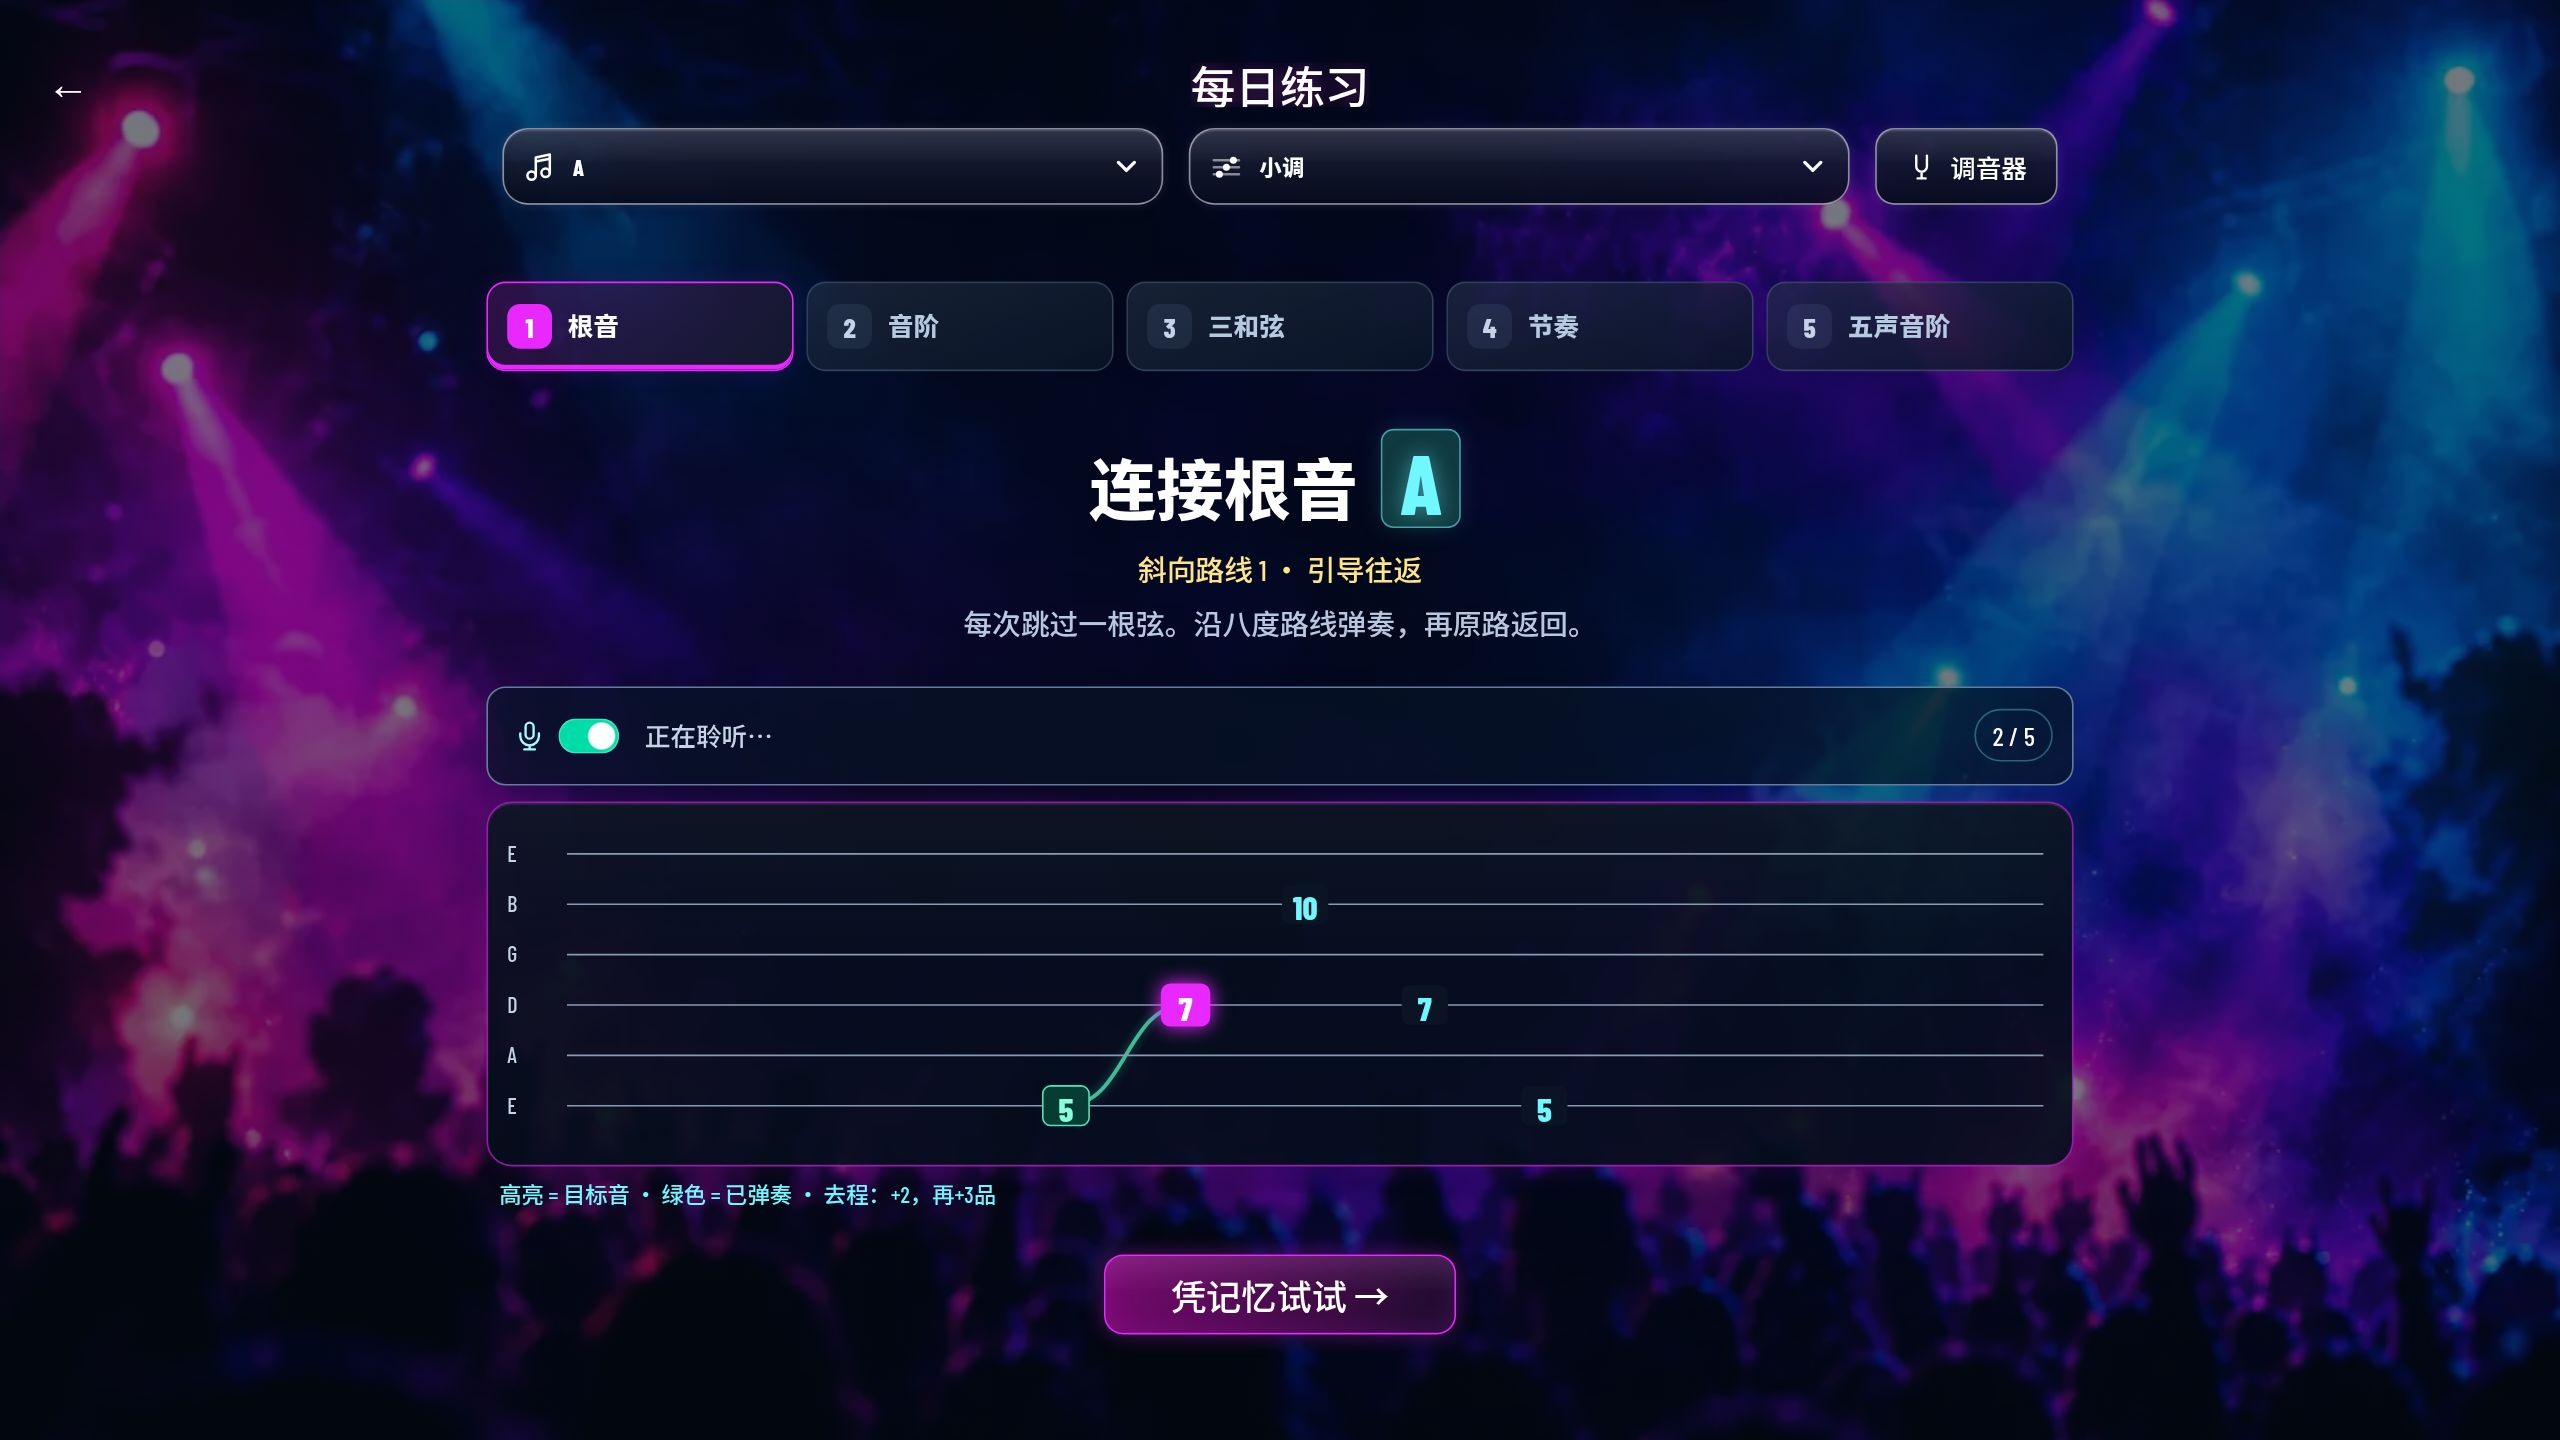 ←
每日练习
A
小调
调音器
1 根音
2 音阶
3 三和弦
4 节奏
5 五声音阶
连接根音 A
斜向路线 1 • 引导往返
每次跳过一根弦。沿八度路线弹奏，再原路返回。
正在聆听…
2 / 5
E
B 10
G
D 7 7
A
E 5 5
高亮 = 目标音 • 绿色 = 已弹奏 • 去程：+2，再+3品
凭记忆试试 →